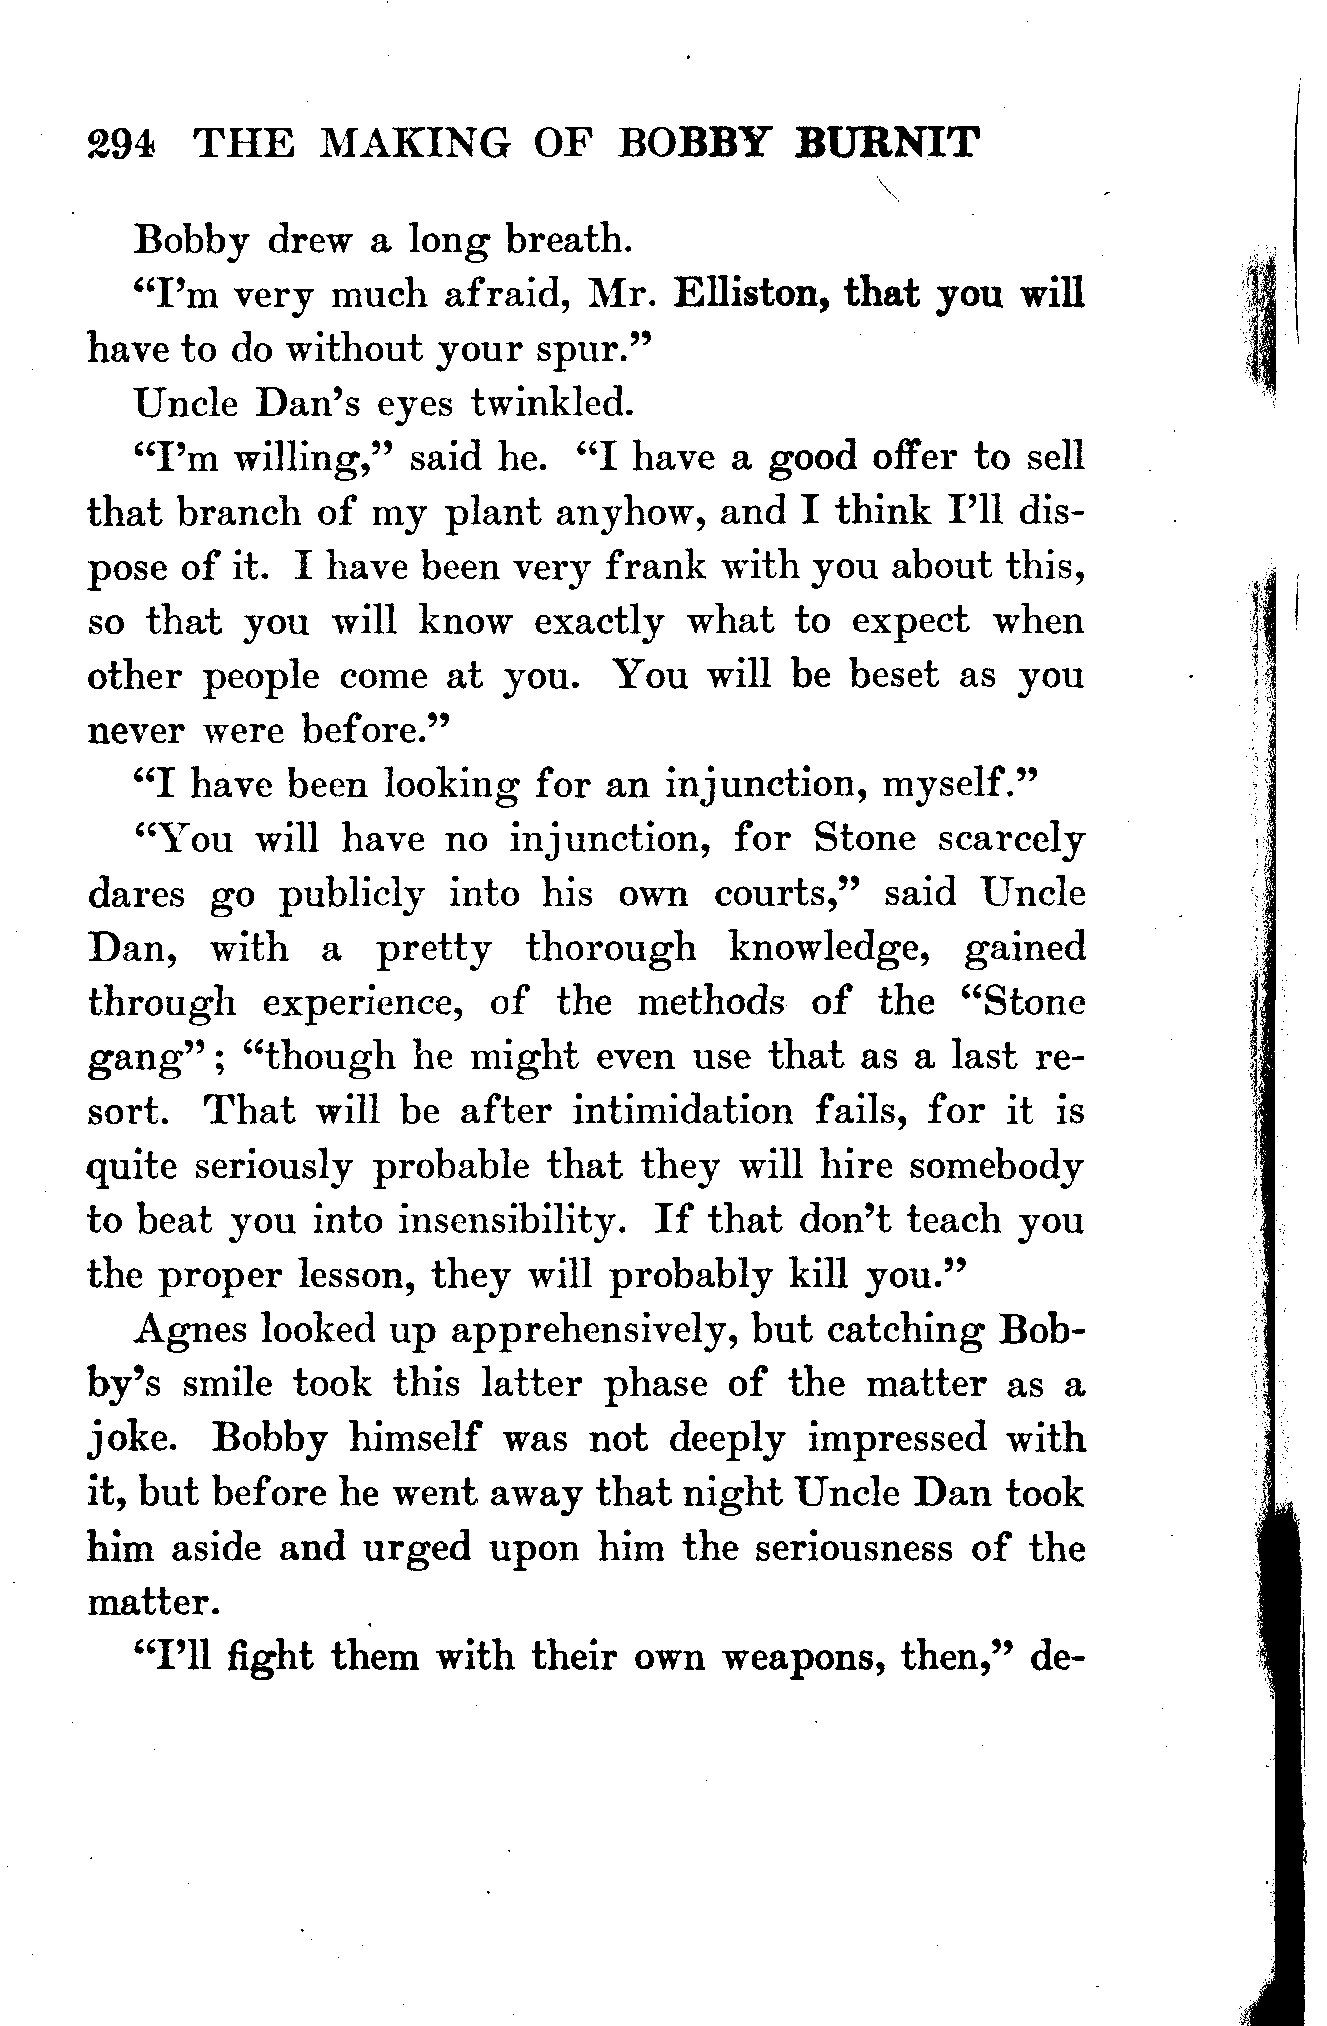 294 THE MAKING OF BOBBY BURNIT
Bobby drew a long breath.
“I’m very much afraid, Mr. Elliston, that you will
have to do without your spur.”
Uncle Dan’s eyes twinkled.
“I’m willing,” said he. “I have a good offer to sell
that branch of my plant anyhow, and I think I’ll dis-
pose of it. I have been very frank with you about this,
so that you will know exactly what to expect when
other people come at you. You will be beset as you
never were before.”
“I have been looking for an injunction, myself.”
“You will have no injunction, for Stone scarcely
dares go publicly into his own courts,” said Uncle
Dan, with a pretty thorough knowledge, gained
through experience, of the methods of the “Stone
gang”; “though he might even use that as a last re-
sort. That will be after intimidation fails, for it is
quite seriously probable that they will hire somebody
to beat you into insensibility. If that don’t teach you
the proper lesson, they will probably kill you.”
Agnes looked up apprehensively, but catching Bob-
by’s smile took this latter phase of the matter as a
joke. Bobby himself was not deeply impressed with
it, but before he went away that night Uncle Dan took
him aside and urged upon him the seriousness of the
matter.
“I’ll fight them with their own weapons, then,” de-